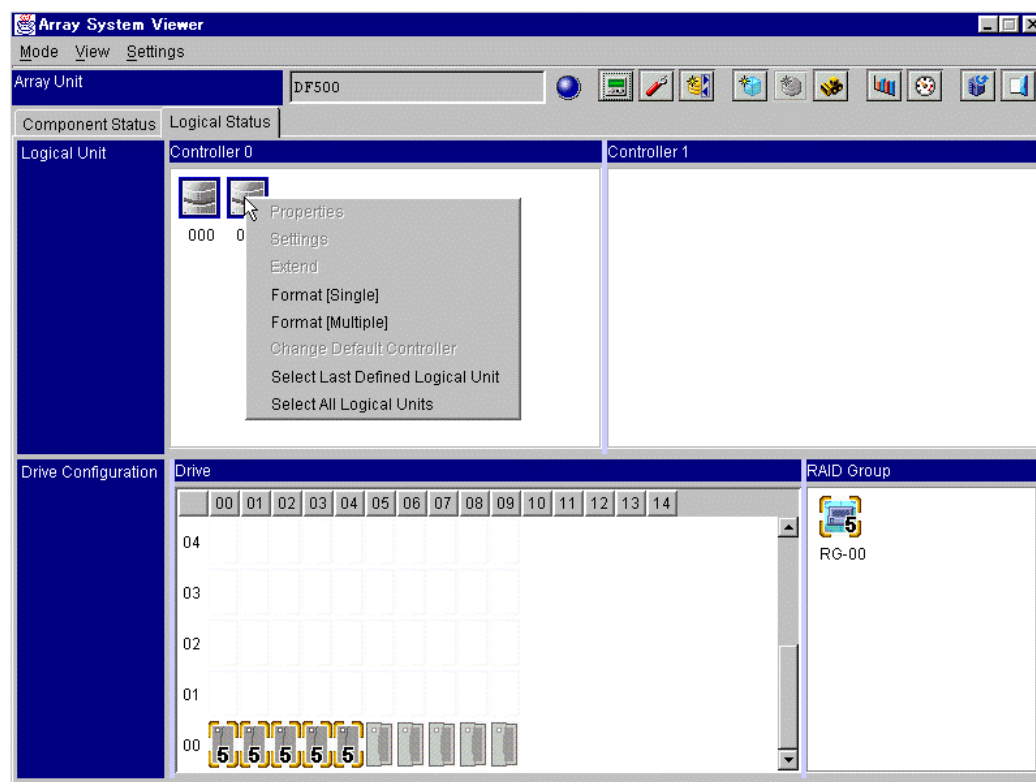 Array System Viewer
Mode View Settings
Array Unit
DF500
Component Status Logical Status
Logical Unit
Controller 0
Controller 1
000
0
Properties
Settings
Extend
Format [Single]
Format [Multiple]
Change Default Controller
Select Last Defined Logical Unit
Select All Logical Units
Drive Configuration
Drive
RAID Group
00 01 02 03 04 05 06 07 08 09 10 11 12 13 14
04
03
02
01
00
5 5 5 5 5
5
RG-00